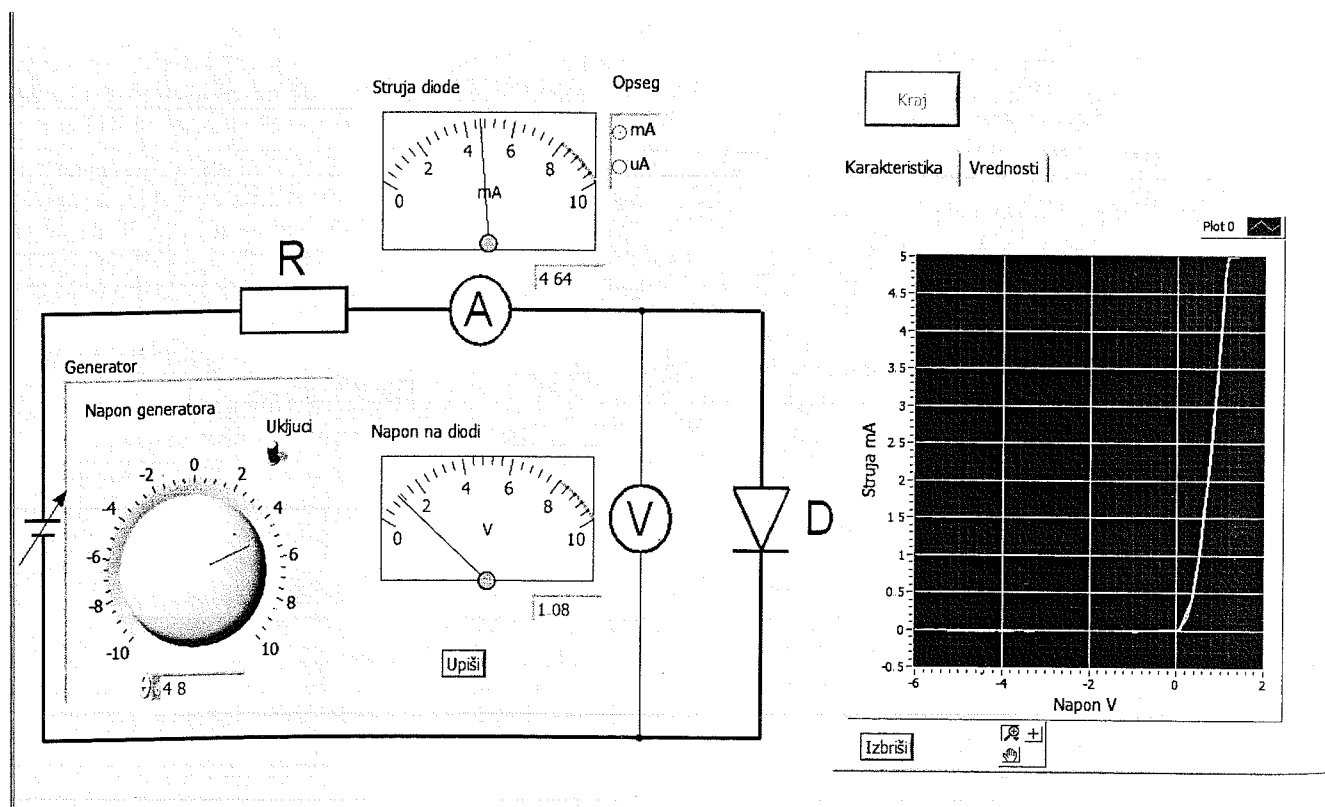 Struja diode
Opseg
mA
uA
0 2 4 6 8 10
mA
4 64
Kraj
Karakteristika Vrednosti
Plot 0
R
A
Generator
Napon generatora
Ukljuci
-10 -8 -6 -4 -2 0 2 4 6 8 10
4 8
Napon na diodi
0 2 4 6 8 10
V
1.08
Upiši
V
D
Struja mA
5
4.5
4
3.5
3
2 5
2
1.5
1
0.5
0
-0.5
-6 -4 -2 0 2
Napon V
Izbriši